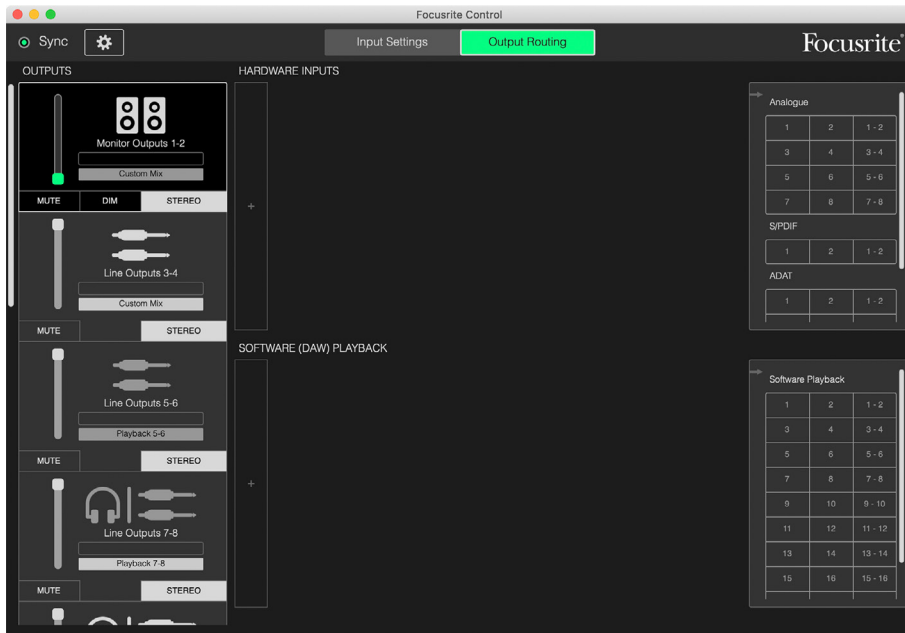 Focusrite Control
Sync
Input Settings
Output Routing
Focusrite®
OUTPUTS
HARDWARE INPUTS
Monitor Outputs 1-2
Custom Mix
MUTE DIM STEREO
Line Outputs 3-4
Custom Mix
MUTE STEREO
Line Outputs 5-6
Playback 5-6
MUTE STEREO
Line Outputs 7-8
Playback 7-8
MUTE STEREO
+
Analogue
1 2 1 - 2
3 4 3 - 4
5 6 5 - 6
7 8 7 - 8
S/PDIF
1 2 1 - 2
ADAT
1 2 1 - 2
SOFTWARE (DAW) PLAYBACK
+
Software Playback
1 2 1 - 2
3 4 3 - 4
5 6 5 - 6
7 8 7 - 8
9 10 9 - 10
11 12 11 - 12
13 14 13 - 14
15 16 15 - 16